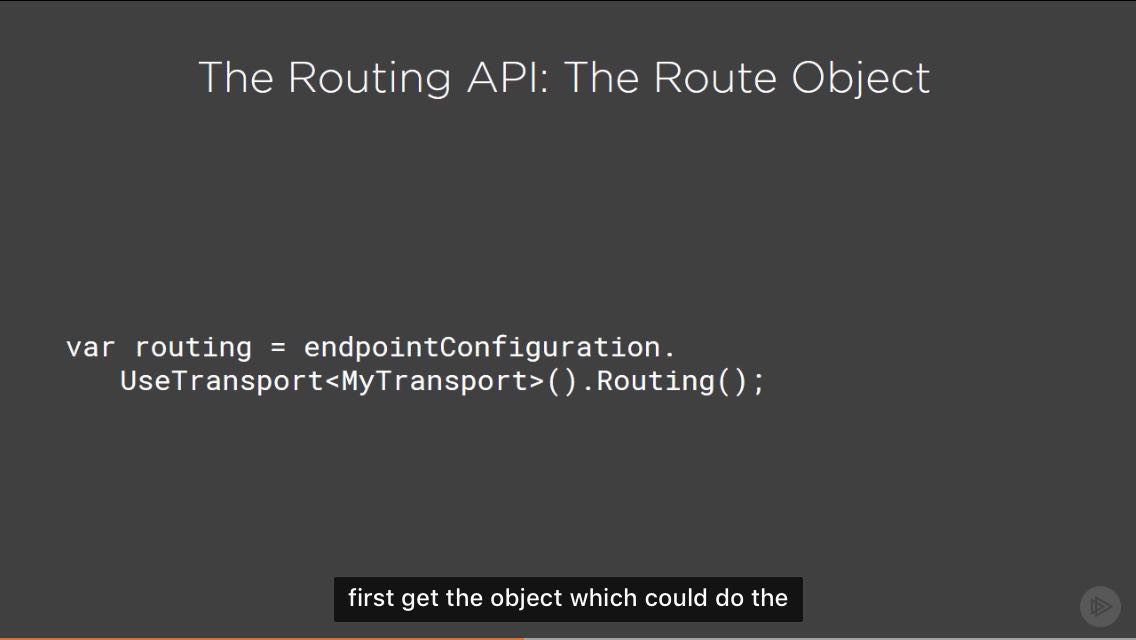 The Routing API: The Route Object
var routing = endpointConfiguration.
UseTransport<MyTransport>().Routing();
first get the object which could do the